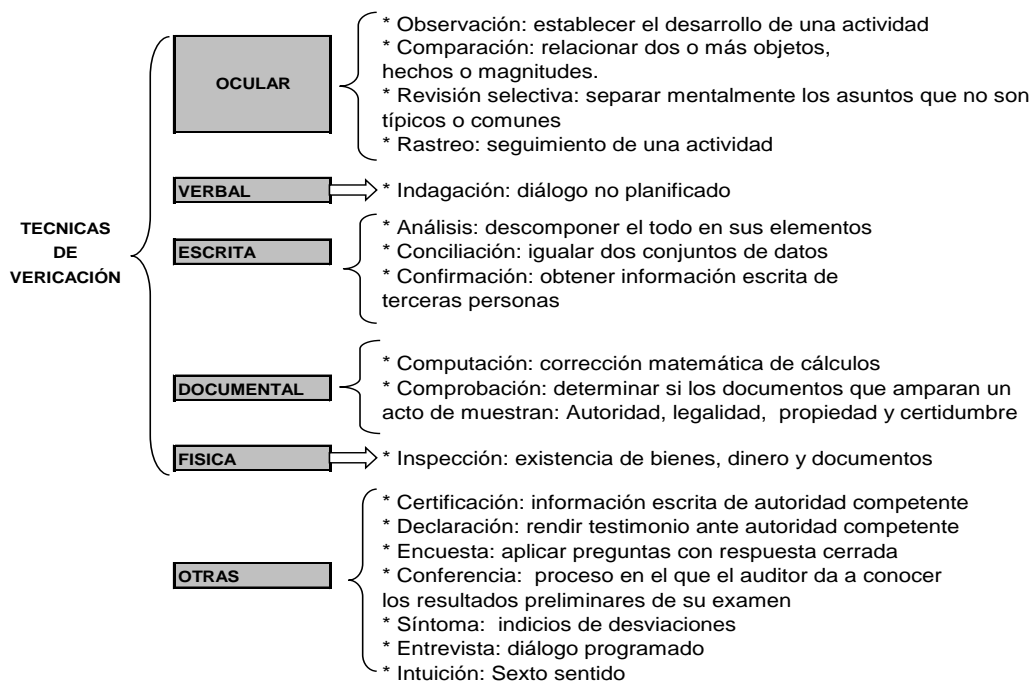 * Observación: establecer el desarrollo de una actividad
* Comparación: relacionar dos o más objetos,
hechos o magnitudes.
OCULAR
* Revisión selectiva: separar mentalmente los asuntos que no son
típicos o comunes
* Rastreo: seguimiento de una actividad
VERBAL
* Indagación: diálogo no planificado
TECNICAS
DE
VERICACIÓN
* Análisis: descomponer el todo en sus elementos
ESCRITA
* Conciliación: igualar dos conjuntos de datos
* Confirmación: obtener información escrita de
terceras personas
* Computación: corrección matemática de cálculos
DOCUMENTAL
* Comprobación: determinar si los documentos que amparan un
acto de muestran: Autoridad, legalidad, propiedad y certidumbre
FISICA
* Inspección: existencia de bienes, dinero y documentos
* Certificación: información escrita de autoridad competente
* Declaración: rendir testimonio ante autoridad competente
* Encuesta: aplicar preguntas con respuesta cerrada
OTRAS
* Conferencia: proceso en el que el auditor da a conocer
los resultados preliminares de su examen
* Síntoma: indicios de desviaciones
* Entrevista: diálogo programado
* Intuición: Sexto sentido